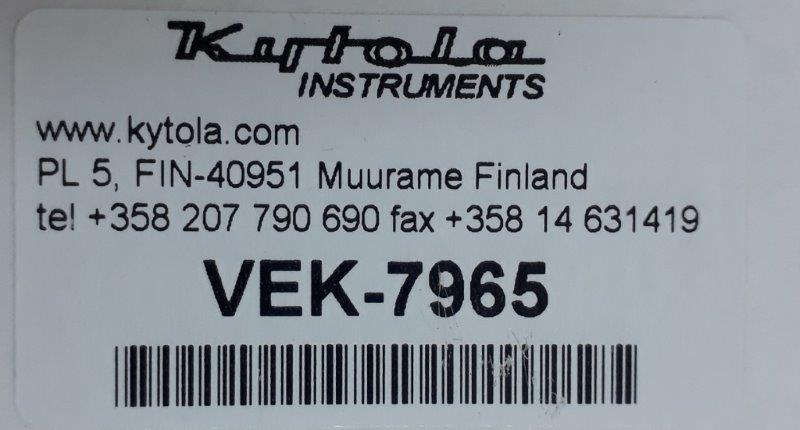 Kytola
INSTRUMENTS
www.kytola.com
PL 5, FIN-40951 Muurame Finland
tel +358 207 790 690 fax +358 14 631419
VEK-7965